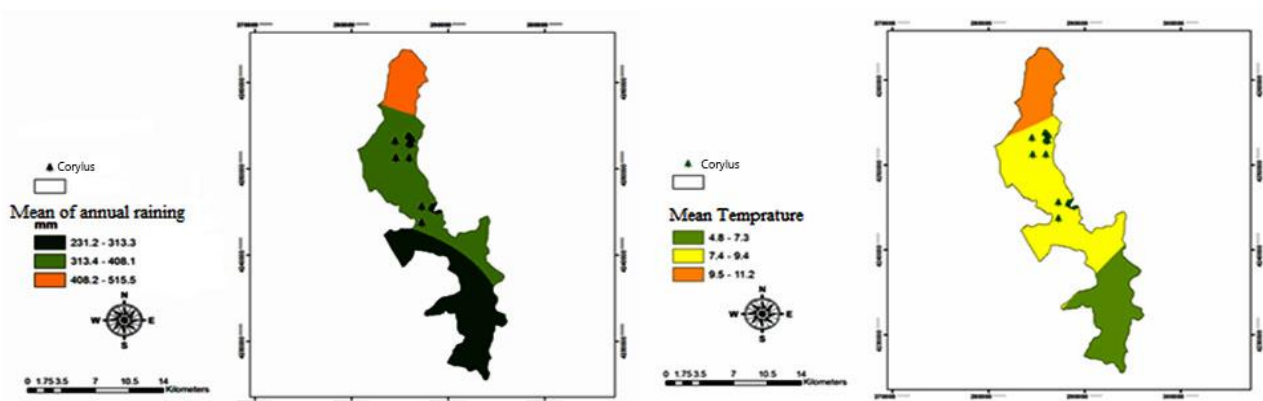 Corylus
Mean of annual raining
mm
231.2 - 313.3
313.4 - 408.1
408.2 - 515.5
N
W E
S
0 1.75 3.5 7 10.5 14
Kilometers
Corylus
Mean Temprature
4.8 - 7.3
7.4 - 9.4
9.5 - 11.2
N
W E
S
0 1.75 3.5 7 10.5 14
Kilometers